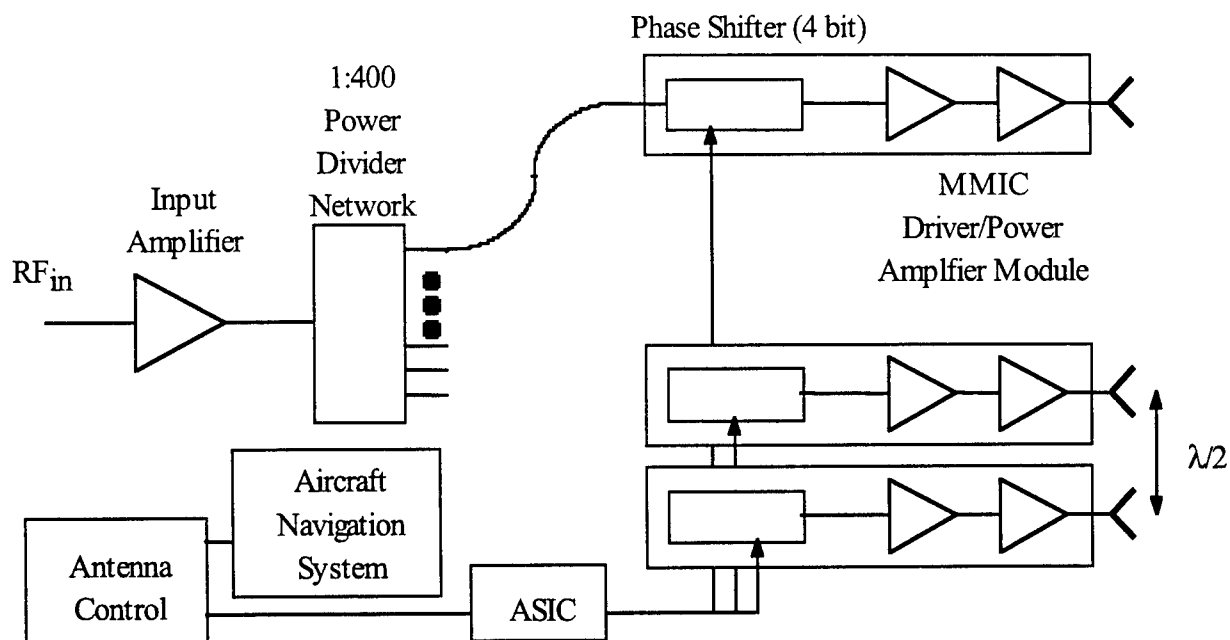 Phase Shifter (4 bit)
1:400
Power
Divider
Network
Input
Amplifier
RFin
MMIC
Driver/Power
Amplfier Module
λ/2
Aircraft
Navigation
System
Antenna
Control
ASIC